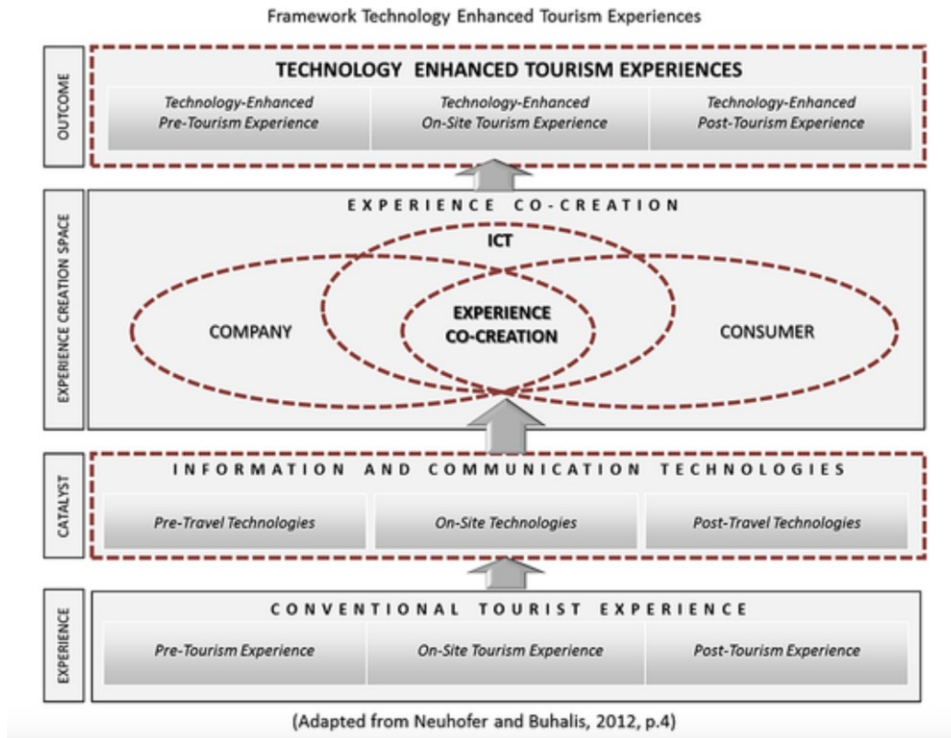 Framework Technology Enhanced Tourism Experiences
OUTCOME
TECHNOLOGY ENHANCED TOURISM EXPERIENCES
Technology-Enhanced
Pre-Tourism Experience
Technology-Enhanced
On-Site Tourism Experience
Technology-Enhanced
Post-Tourism Experience
EXPERIENCE CREATION SPACE
EXPERIENCE CO-CREATION
ICT
COMPANY
EXPERIENCE
CO-CREATION
CONSUMER
CATALYST
INFORMATION AND COMMUNICATION TECHNOLOGIES
Pre-Travel Technologies
On-Site Technologies
Post-Travel Technologies
EXPERIENCE
CONVENTIONAL TOURIST EXPERIENCE
Pre-Tourism Experience
On-Site Tourism Experience
Post-Tourism Experience
(Adapted from Neuhofer and Buhalis, 2012, p.4)